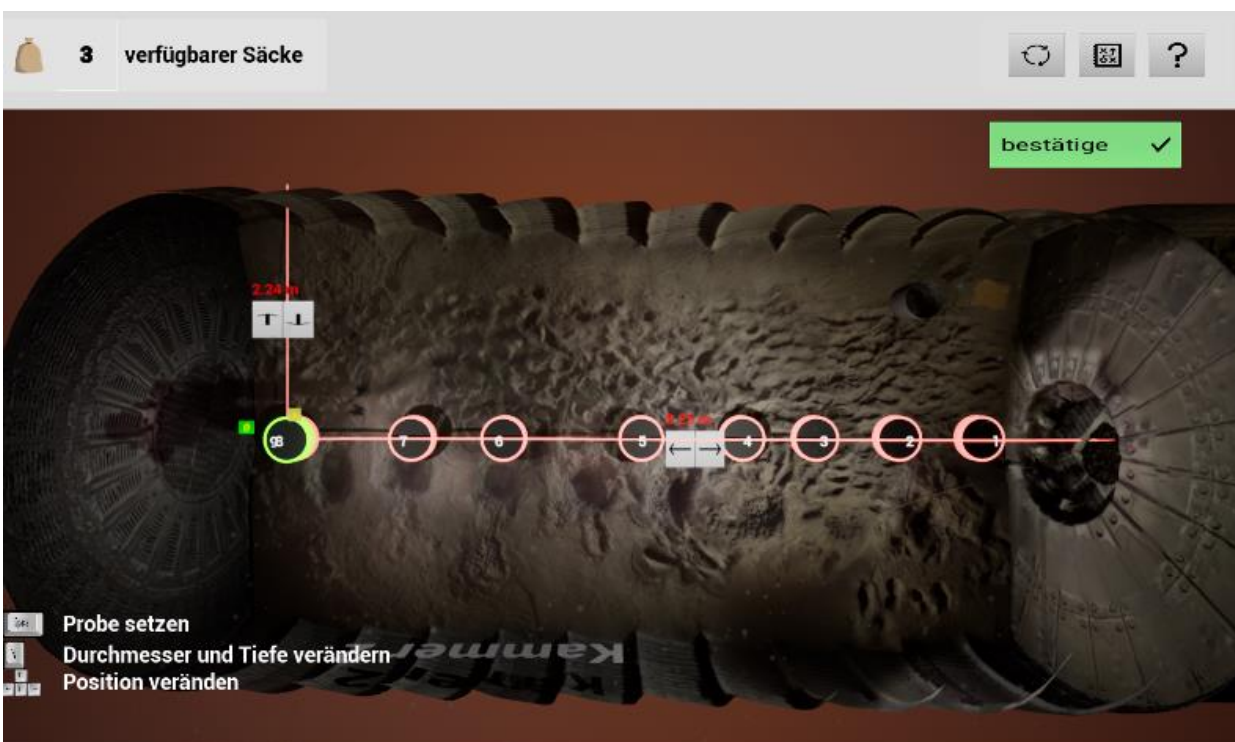 3 verfügbarer Säcke
?
bestätige
2.24 m
98 7 6 5 4 3 2 1
Probe setzen
Durchmesser und Tiefe verändern
Position veränden
Kammer